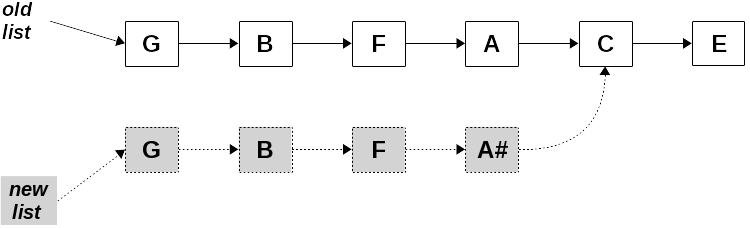 old
list
G B F A C E
G B F A#
new
list